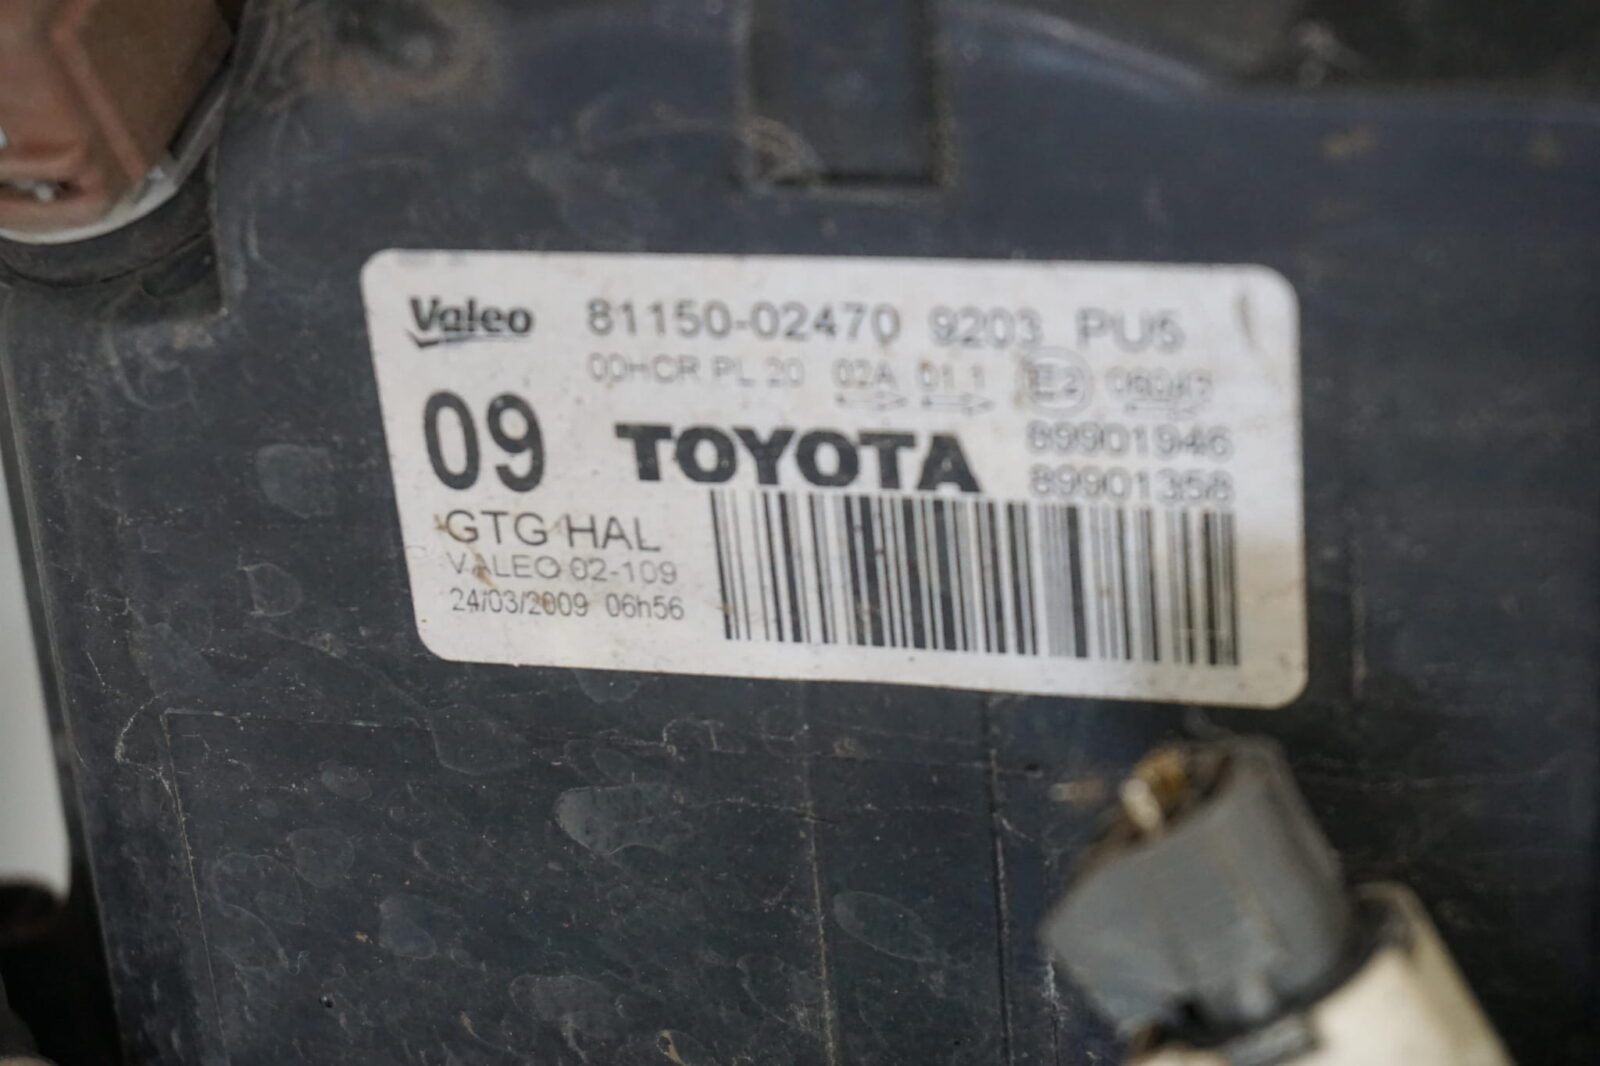 Valeo 81150-02470 9203 PU5
00HCR PL 20 02A 01 1 E2
09 TOYOTA 89901946
89901358
GTG HAL
VALEO 02-109
24/03/2009 06h56